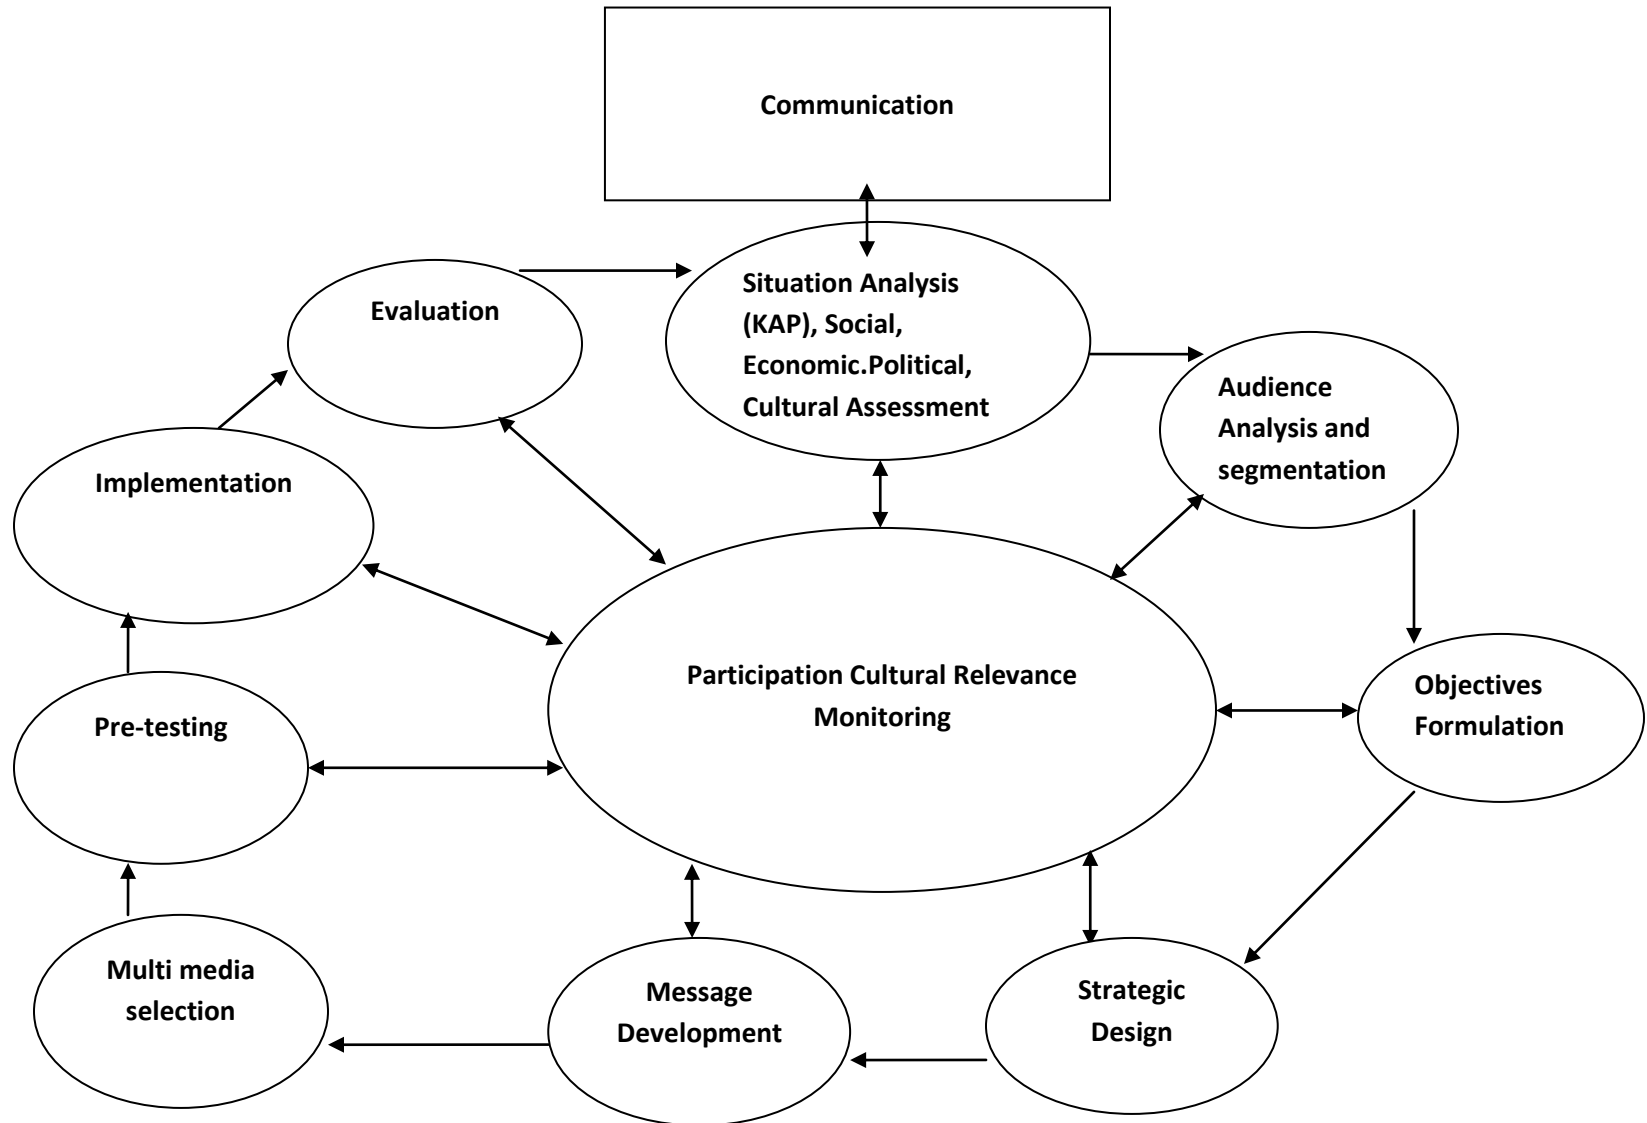 Communication
Evaluation
Situation Analysis
(KAP), Social,
Economic.Political,
Cultural Assessment
Audience
Analysis and
segmentation
Implementation
Participation Cultural Relevance
Monitoring
Objectives
Formulation
Pre-testing
Multi media
selection
Message
Development
Strategic
Design